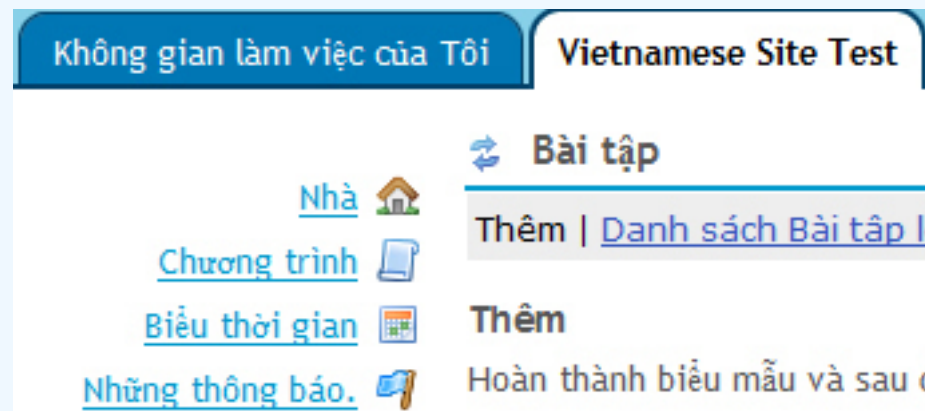 Không gian làm việc của Tôi
Vietnamese Site Test
Nhà
Chương trình
Biểu thời gian
Những thông báo.
Bài tập
Thêm | Danh sách Bài tâp
Thêm
Hoàn thành biểu mẫu và sau